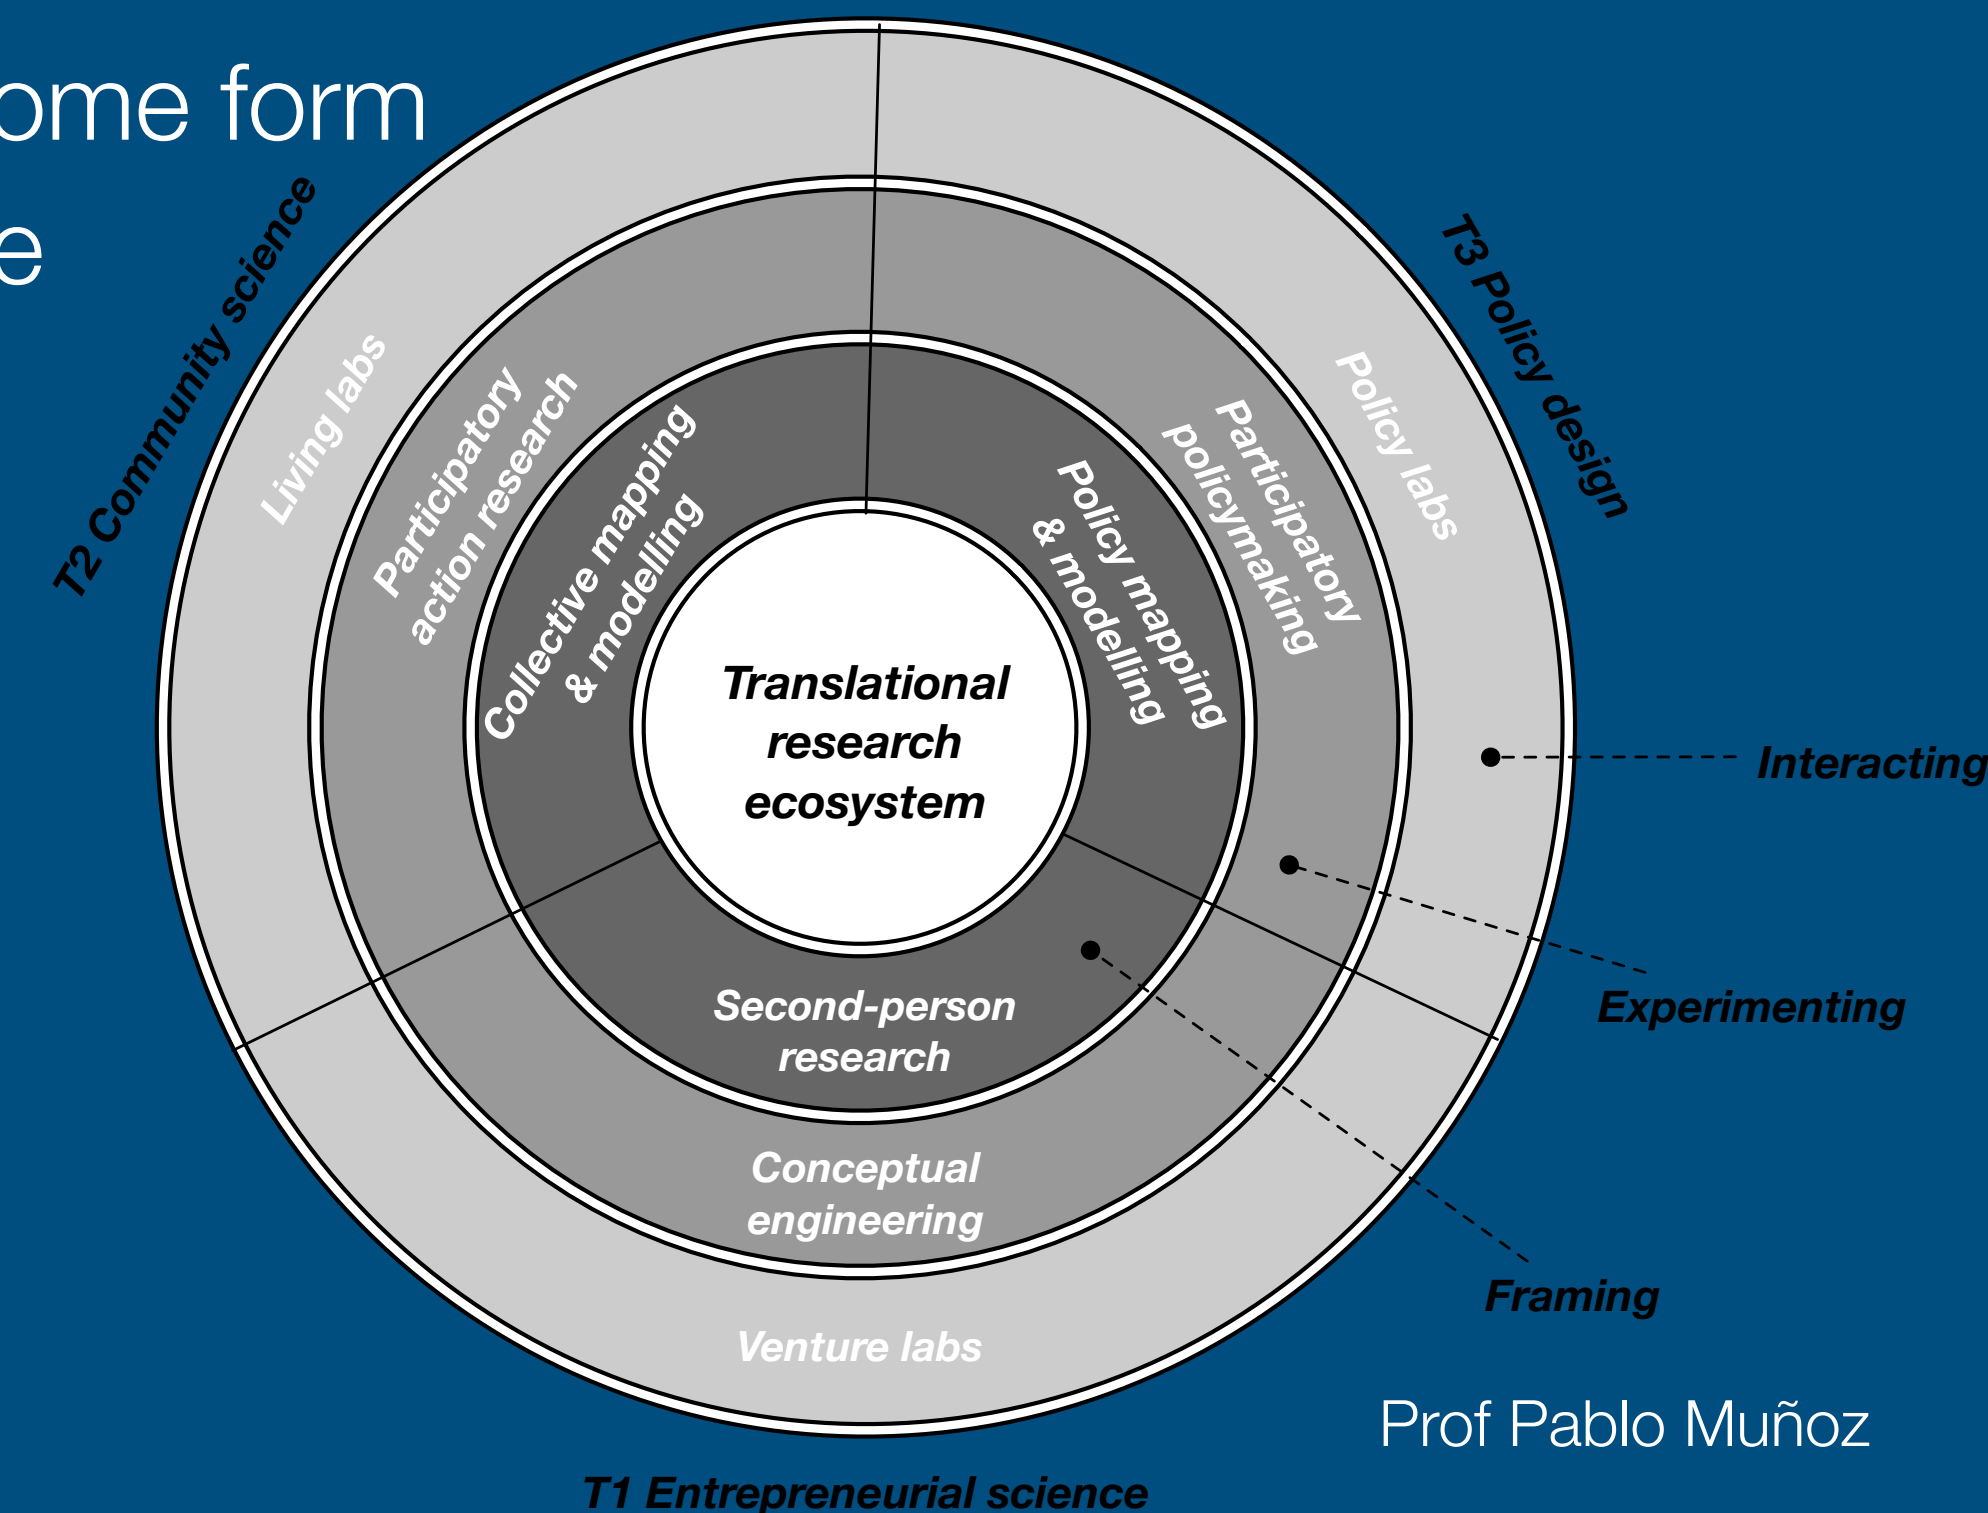 ome form
e
T2 Community science
T3 Policy design
Living labs
Participatory
action research
Collective mapping
& modelling
Policy labs
Participatory
policymaking
Policy mapping
& modelling
Translational
research
ecosystem
Interacting
Experimenting
Framing
Second-person
research
Conceptual
engineering
Venture labs
Prof Pablo Muñoz
T1 Entrepreneurial science